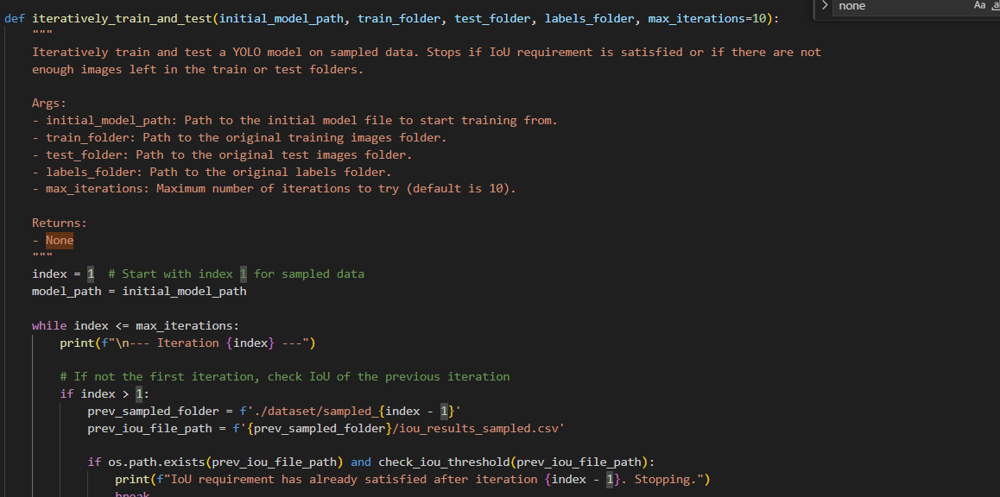 def iteratively_train_and_test(initial_model_path, train_folder, test_folder, labels_folder, max_iterations=10):
none
Aa
"""
Iteratively train and test a YOLO model on sampled data. Stops if IoU requirement is satisfied or if there are not
enough images left in the train or test folders.
Args:
- initial_model_path: Path to the initial model file to start training from.
- train_folder: Path to the original training images folder.
- test_folder: Path to the original test images folder.
- labels_folder: Path to the original labels folder.
- max_iterations: Maximum number of iterations to try (default is 10).
Returns:
- None
"""
index = 1  # Start with index 1 for sampled data
model_path = initial_model_path
while index <= max_iterations:
print(f"\n--- Iteration {index} ---")
# If not the first iteration, check IoU of the previous iteration
if index > 1:
prev_sampled_folder = f'./dataset/sampled_{index - 1}'
prev_iou_file_path = f'{prev_sampled_folder}/iou_results_sampled.csv'
if os.path.exists(prev_iou_file_path) and check_iou_threshold(prev_iou_file_path):
print(f"IoU requirement has already satisfied after iteration {index - 1}. Stopping.")
break